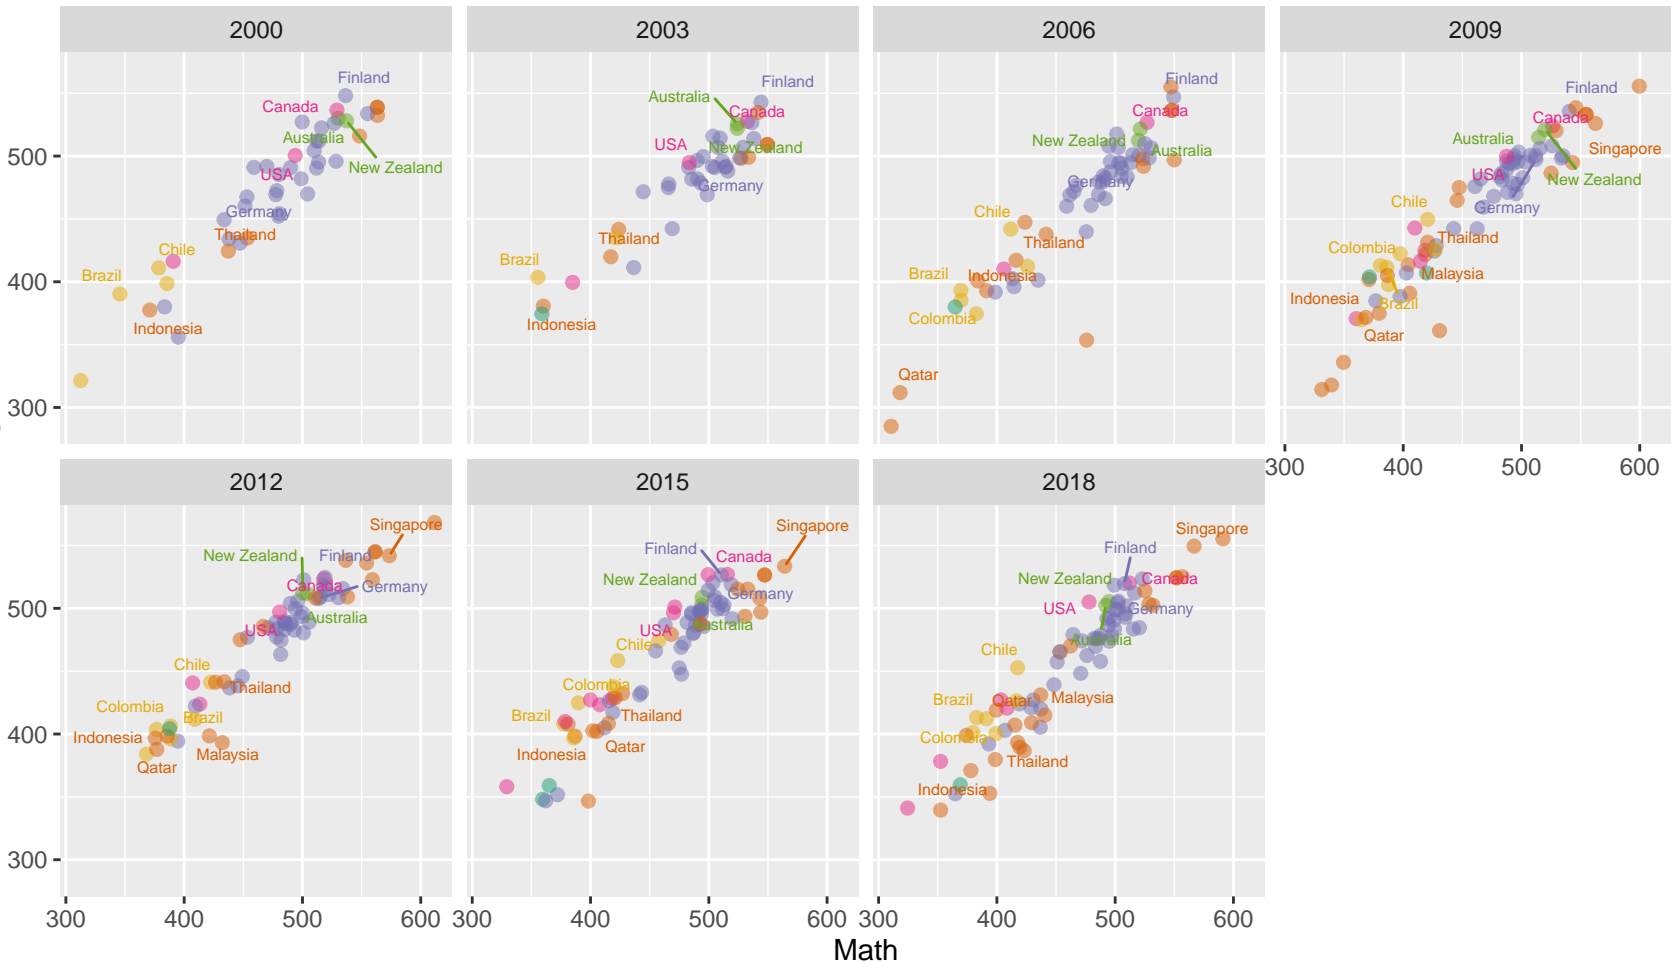 2000
2003
2006
2009
Finland
Canada
Australia
New Zealand
USA
Germany
Thailand
Chile
Brazil
Indonesia
Finland
Australia
Canada
USA
New Zealand
Germany
Thailand
Brazil
Indonesia
Finland
Canada
New Zealand
Australia
Germany
Chile
Thailand
Indonesia
Brazil
Colombia
Qatar
Finland
Canada
Australia
Singapore
USA
New Zealand
Germany
Chile
Thailand
Colombia
Malaysia
Indonesia
Brazil
Qatar
500
400
300
300 400 500 600
2012
2015
2018
Singapore
New Zealand
Finland
Canada
Germany
Australia
USA
Chile
Thailand
Colombia
Brazil
Indonesia
Malaysia
Qatar
Singapore
Finland
Canada
New Zealand
Germany
Australia
USA
Chile
Colombia
Brazil
Thailand
Indonesia
Qatar
Singapore
Finland
New Zealand
Canada
USA
Germany
Australia
Chile
Malaysia
Brazil
Qatar
Colombia
Thailand
Indonesia
500
400
300
300 400 500 600
300 400 500 600
300 400 500 600
Math